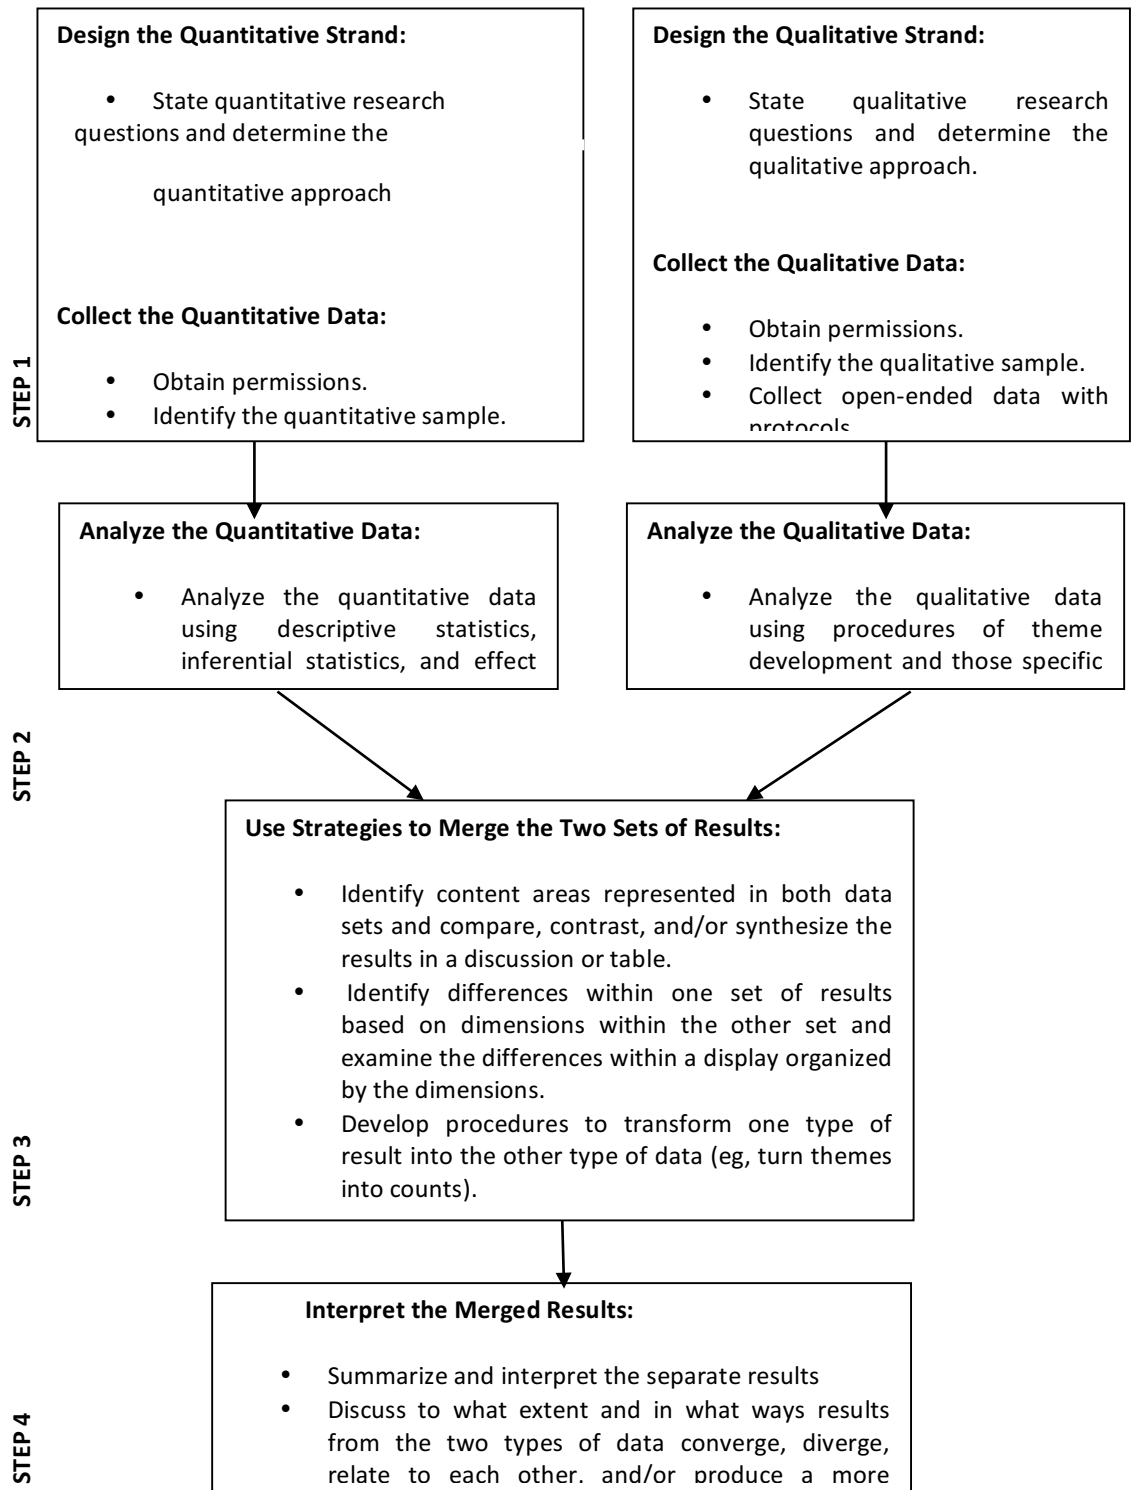 Design the Quantitative Strand:
• State quantitative research
questions and determine the
quantitative approach
Collect the Quantitative Data:
• Obtain permissions.
• Identify the quantitative sample.
Design the Qualitative Strand:
• State qualitative research
questions and determine the
qualitative approach.
Collect the Qualitative Data:
• Obtain permissions.
• Identify the qualitative sample.
• Collect open-ended data with
protocols
STEP 1
Analyze the Quantitative Data:
• Analyze the quantitative data
using descriptive statistics,
inferential statistics, and effect
Analyze the Qualitative Data:
• Analyze the qualitative data
using procedures of theme
development and those specific
STEP 2
Use Strategies to Merge the Two Sets of Results:
• Identify content areas represented in both data
sets and compare, contrast, and/or synthesize the
results in a discussion or table.
• Identify differences within one set of results
based on dimensions within the other set and
examine the differences within a display organized
by the dimensions.
• Develop procedures to transform one type of
result into the other type of data (eg, turn themes
into counts).
STEP 3
Interpret the Merged Results:
• Summarize and interpret the separate results
• Discuss to what extent and in what ways results
from the two types of data converge, diverge,
relate to each other, and/or produce a more
STEP 4